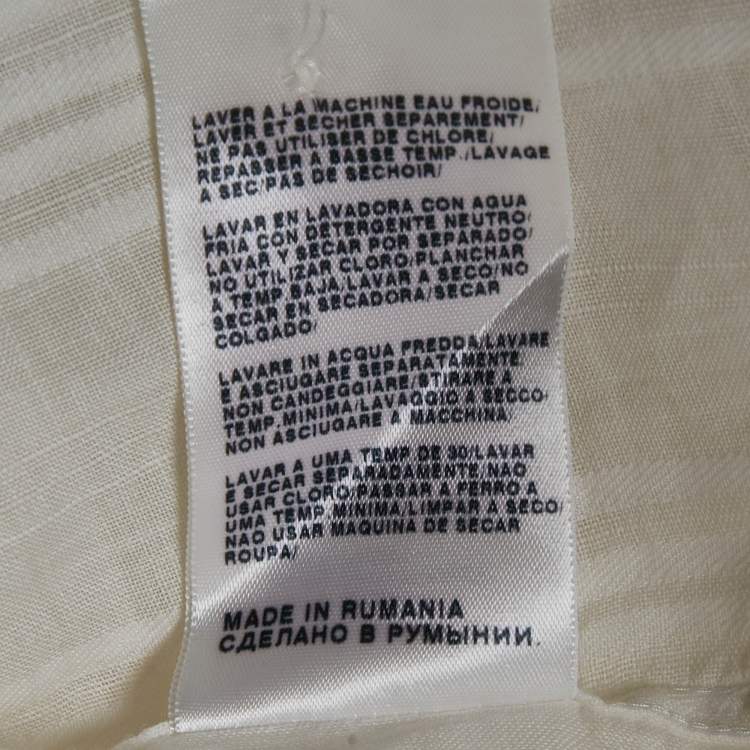 LAVER A LA MACHINE EAU FROIDE/
LAVER ET SECHER SEPAREMENT/
NE PAS UTILISER DE CHLORE/
REPASSER A BASSE TEMP./LAVAGE
A SEC/PAS DE SECHOIR/
LAVAR EN LAVADORA CON AGUA
FRIA CON DETERGENTE NEUTRO/
LAVAR Y SECAR POR SEPARADO/
NO UTILIZAR CLORO/PLANCHAR
A TEMP.BAJA/LAVAR A SECO/NO
SECAR EN SECADORA/SECAR
COLGADO/
LAVARE IN ACQUA FREDDA/LAVARE
E ASCIUGARE SEPARATAMENTE
NON CANDEGGIARE/STIRARE A
TEMP.MINIMA/LAVAGGIO A SECCO/
NON ASCIUGARE A MACCHINA/
LAVAR A UMA TEMP DE 30/LAVAR
E SECAR SEPARADAMENTE/NAO
USAR CLORO/PASSAR A FERRO A
UMA TEMP.MINIMA/LIMPAR A SECO/
NAO USAR MAQUINA DE SECAR
ROUPA/
MADE IN RUMANIA
СДЕЛАНО В РУМЫНИИ.